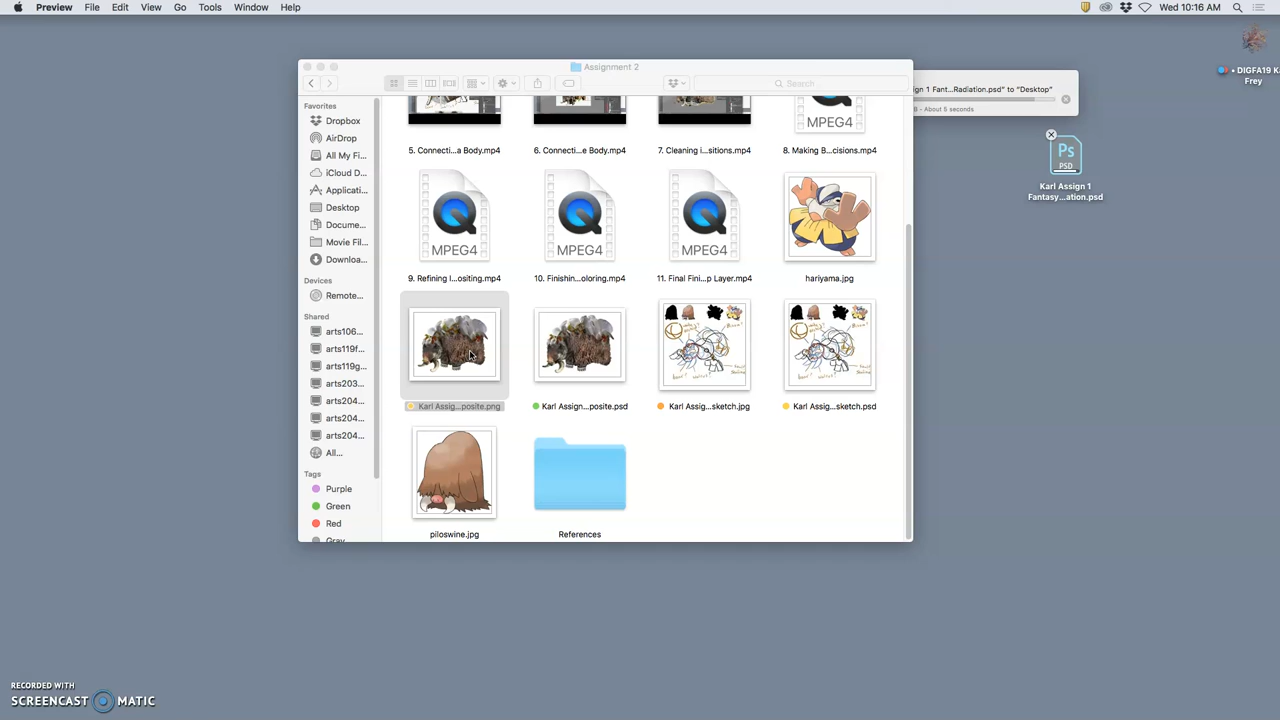 Preview File Edit View Go Tools Window Help Wed 10:16 AM
Assignment 2
Search
ign 1 Fant...Radiation.psd" to "Desktop"
B - About 5 seconds
• DIGFA19 K
Frey
PSD
Karl Assign 1
Fantasy...ation.psd
Favorites
Dropbox
AirDrop
All My Fi...
iCloud D...
Applicati...
Desktop
Docume...
Movie Fil...
Downloa...
Devices
Remote...
Shared
arts106...
arts119f...
arts119g...
arts203...
arts204...
arts204...
arts204...
All...
Tags
Purple
Green
Red
Gray
MPEG4
5. Connecti...a Body.mp4 6. Connecti...e Body.mp4 7. Cleaning i...sitions.mp4 8. Making B...cisions.mp4
MPEG4 MPEG4 MPEG4
9. Refining I...ositing.mp4 10. Finishin...oloring.mp4 11. Final Fini...p Layer.mp4 hariyama.jpg
Karl Assig...posite.png Karl Assign...posite.psd Karl Assig...sketch.jpg Karl Assig...sketch.psd
piloswine.jpg References
RECORDED WITH
SCREENCAST MATIC